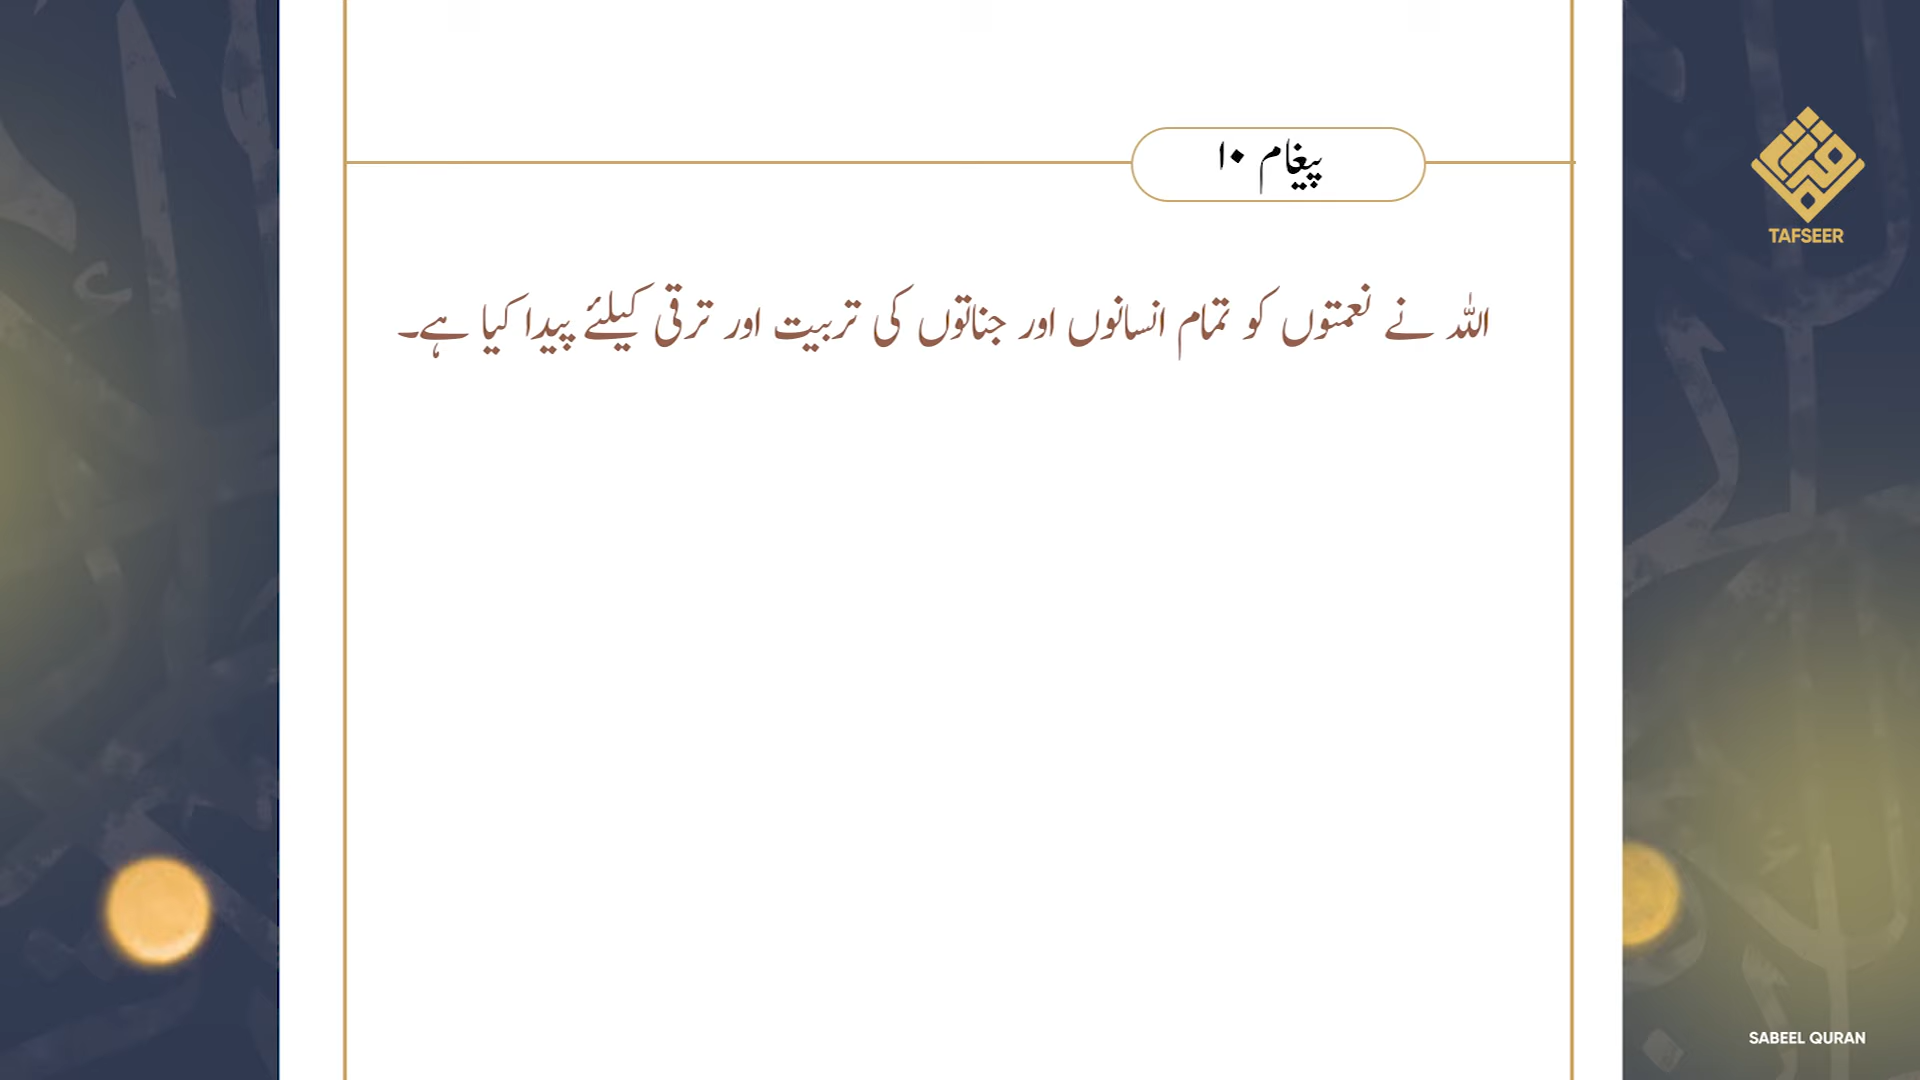 پیغام ۱۰
TAFSEER
اللہ نے نعمتوں کو تمام انسانوں اور جناتوں کی تربیت اور ترقی کیلئے پیدا کیا ہے۔
SABEEL QURAN